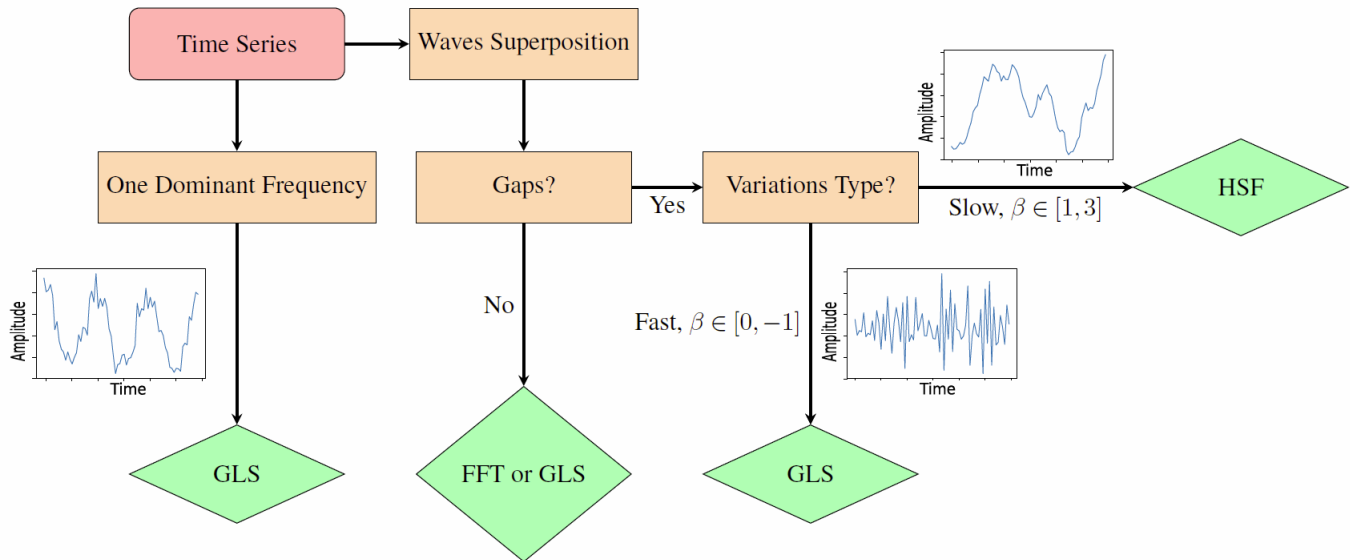 Time Series
Waves Superposition
Amplitude
Time
One Dominant Frequency
Gaps?
Yes
Variations Type?
Slow, β ∈ [1, 3]
HSF
Amplitude
Time
No
Fast, β ∈ [0, −1]
Amplitude
Time
GLS
FFT or GLS
GLS